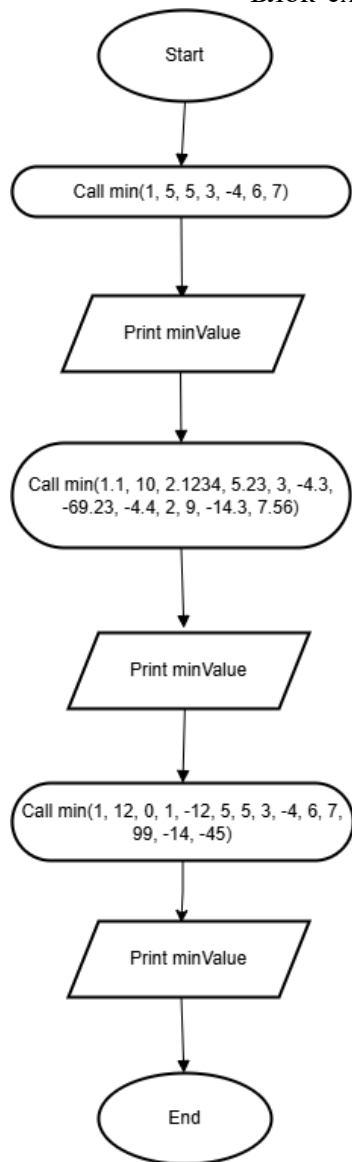 Start
Call min(1, 5, 5, 3, -4, 6, 7)
Print minValue
Call min(1.1, 10, 2.1234, 5.23, 3, -4.3,
-69.23, -4.4, 2, 9, -14.3, 7.56)
Print minValue
Call min(1, 12, 0, 1, -12, 5, 5, 3, -4, 6, 7,
99, -14, -45)
Print minValue
End